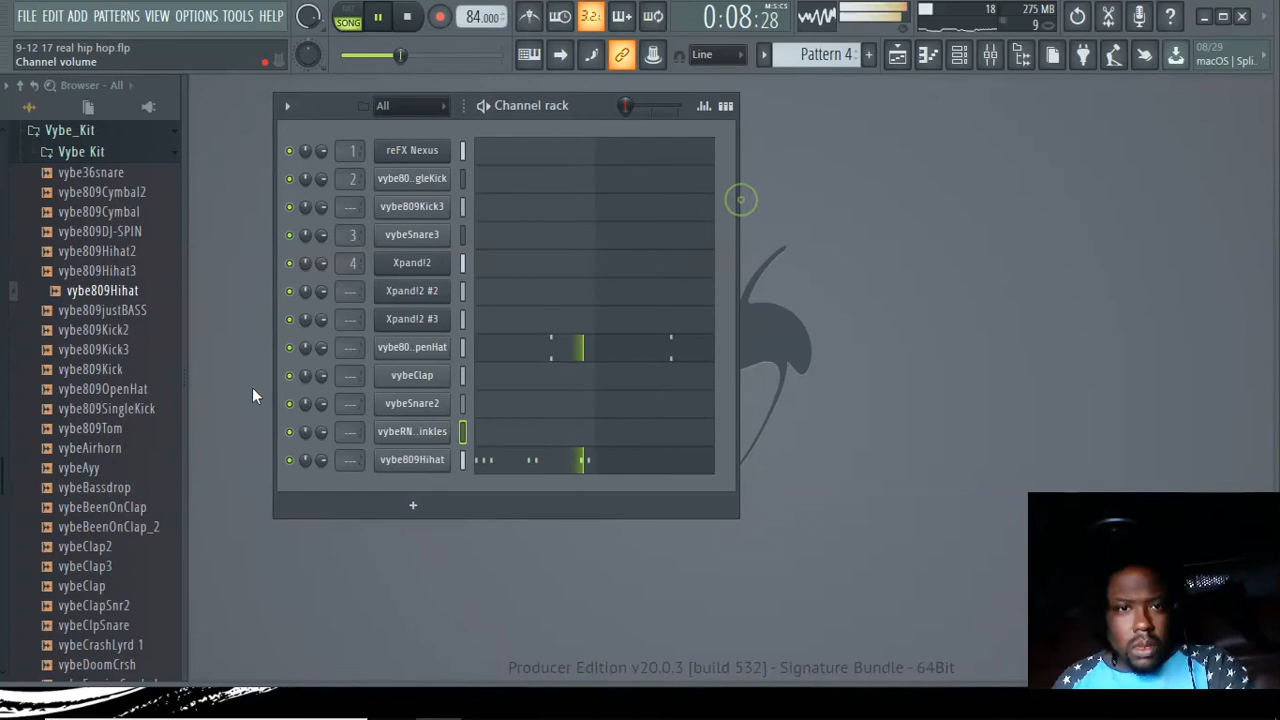 FILE EDIT ADD PATTERNS VIEW OPTIONS TOOLS HELP
SONG
84.000
3.2.
0:08:28
M:S:CS
18
275 MB
9
9-12 17 real hip hop.flp
Channel volume
Line
Pattern 4
08/29
macOS | Spli..
Browser - All
All
Channel rack
Vybe_Kit
Vybe Kit
vybe36snare
vybe809Cymbal2
vybe809Cymbal
vybe809DJ-SPIN
vybe809Hihat2
vybe809Hihat3
vybe809Hihat
vybe809justBASS
vybe809Kick2
vybe809Kick3
vybe809Kick
vybe809OpenHat
vybe809SingleKick
vybe809Tom
vybeAirhorn
vybeAyy
vybeBassdrop
vybeBeenOnClap
vybeBeenOnClap_2
vybeClap2
vybeClap3
vybeClap
vybeClapSnr2
vybeClpSnare
vybeCrashLyrd 1
vybeDoomCrsh
1 reFX Nexus
2 vybe80..gleKick
--- vybe809Kick3
3 vybeSnare3
4 Xpand!2
--- Xpand!2 #2
--- Xpand!2 #3
--- vybe80..penHat
--- vybeClap
--- vybeSnare2
--- vybeRN..inkles
--- vybe809Hihat
+
Producer Edition v20.0.3 [build 532] - Signature Bundle - 64Bit